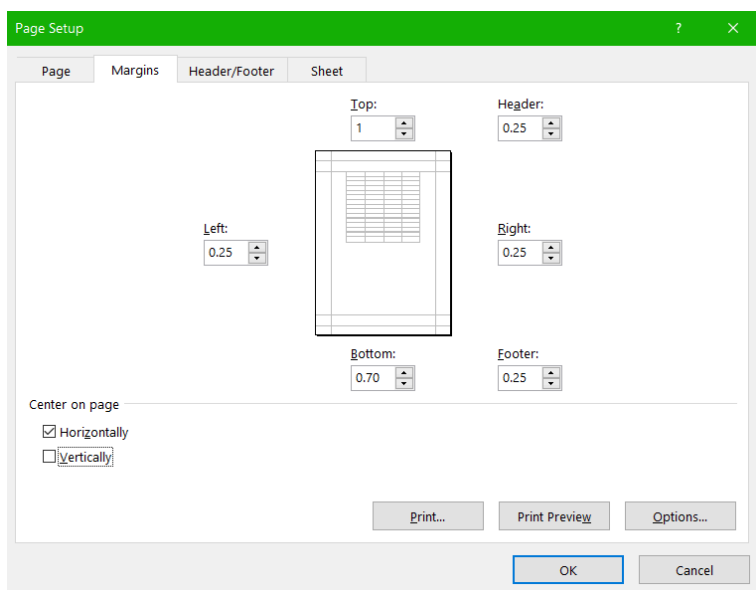 Page Setup ?
Page Margins Header/Footer Sheet
Top: Header:
1 0.25
Left: Right:
0.25 0.25
Bottom: Footer:
0.70 0.25
Center on page
Horizontally
Vertically
Print... Print Preview Options...
OK Cancel